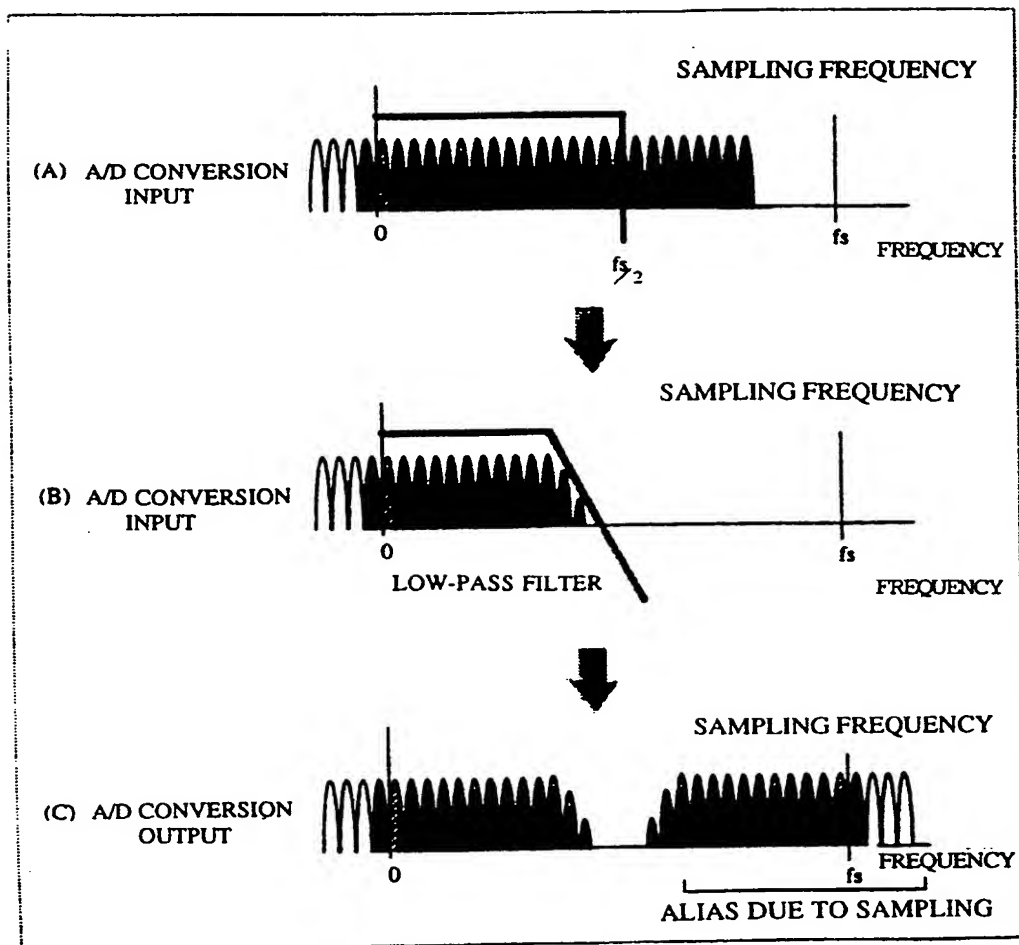 SAMPLING FREQUENCY
(A) A/D CONVERSION
INPUT
0
fs/2
fs
FREQUENCY
SAMPLING FREQUENCY
(B) A/D CONVERSION
INPUT
0
fs
LOW-PASS FILTER
FREQUENCY
SAMPLING FREQUENCY
(C) A/D CONVERSION
OUTPUT
0
fs
FREQUENCY
ALIAS DUE TO SAMPLING